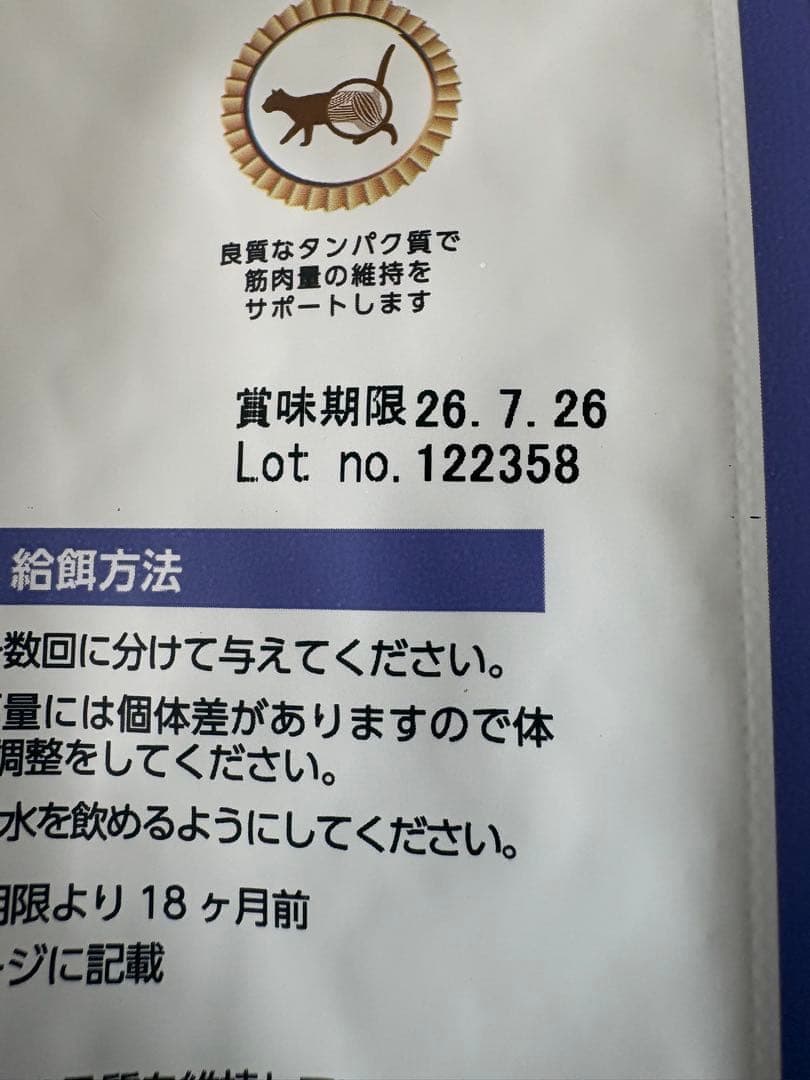 良質なタンパク質で
筋肉量の維持を
サポートします
賞味期限26.7.26
Lot no.122358
給餌方法
数回に分けて与えてください。
量には個体差がありますので体
調整をしてください。
水を飲めるようにしてください。
期限より18ヶ月前
ージに記載